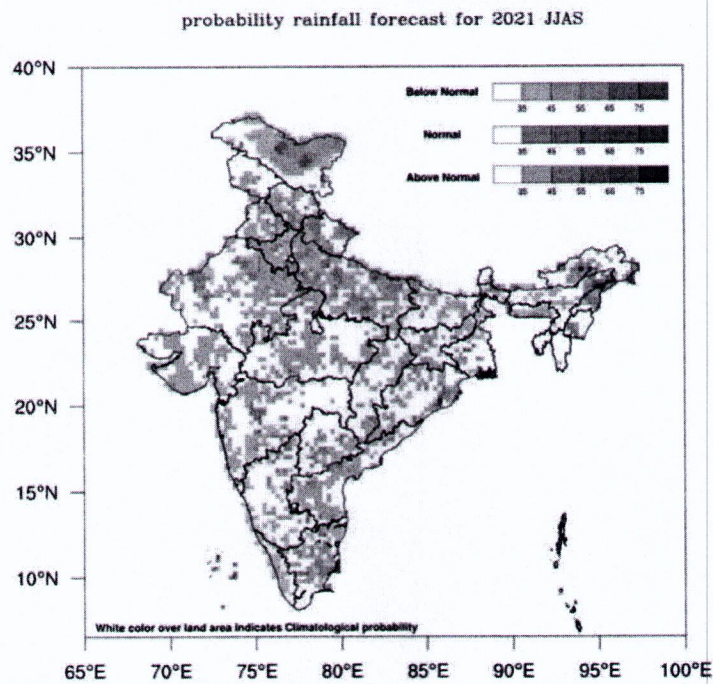 probability rainfall forecast for 2021 JJAS
40°N
35°N
30°N
25°N
20°N
15°N
10°N
Below Normal
35 45 55 65 75
Normal
35 45 55 65 75
Above Normal
35 45 55 65 75
White color over land area indicates Climatological probability
65°E 70°E 75°E 80°E 85°E 90°E 95°E 100°E